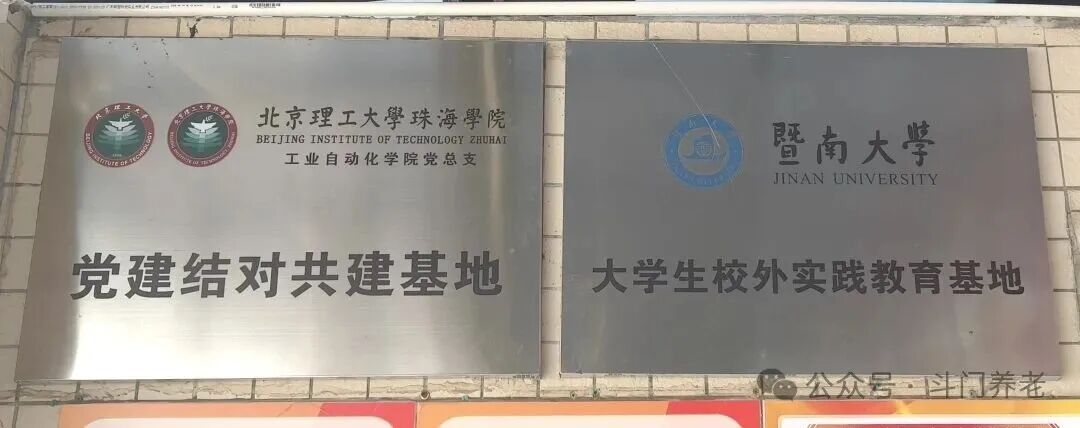 北京理工大學珠海學院
BEIJING INSTITUTE OF TECHNOLOGY ZHUHAI
工业自动化学院党总支
党建结对共建基地
暨南大學
JINAN UNIVERSITY
大学生校外实践教育基地
公众号·斗门养老